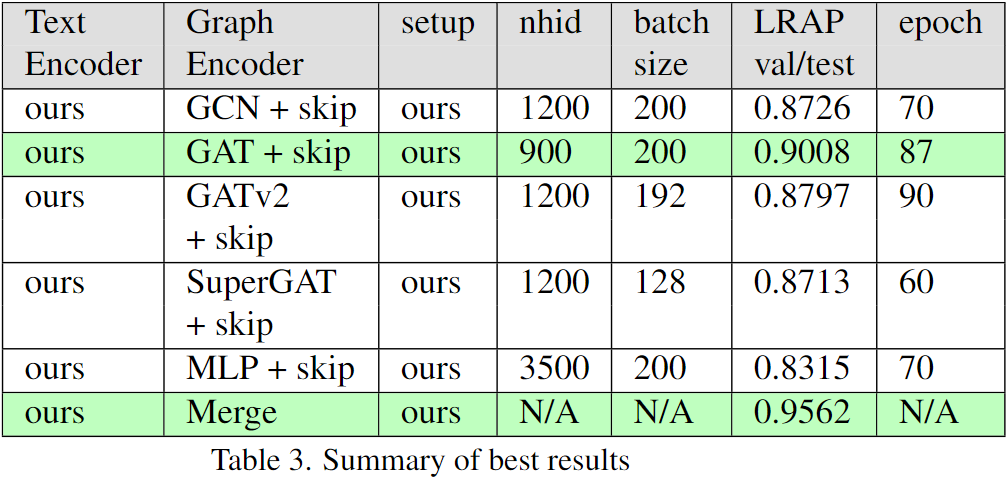 Text Graph setup nhid batch LRAP epoch
Encoder Encoder size val/test
ours GCN + skip ours 1200 200 0.8726 70
ours GAT + skip ours 900 200 0.9008 87
ours GATv2 ours 1200 192 0.8797 90
+ skip
ours SuperGAT ours 1200 128 0.8713 60
+ skip
ours MLP + skip ours 3500 200 0.8315 70
ours Merge ours N/A N/A 0.9562 N/A
Table 3. Summary of best results